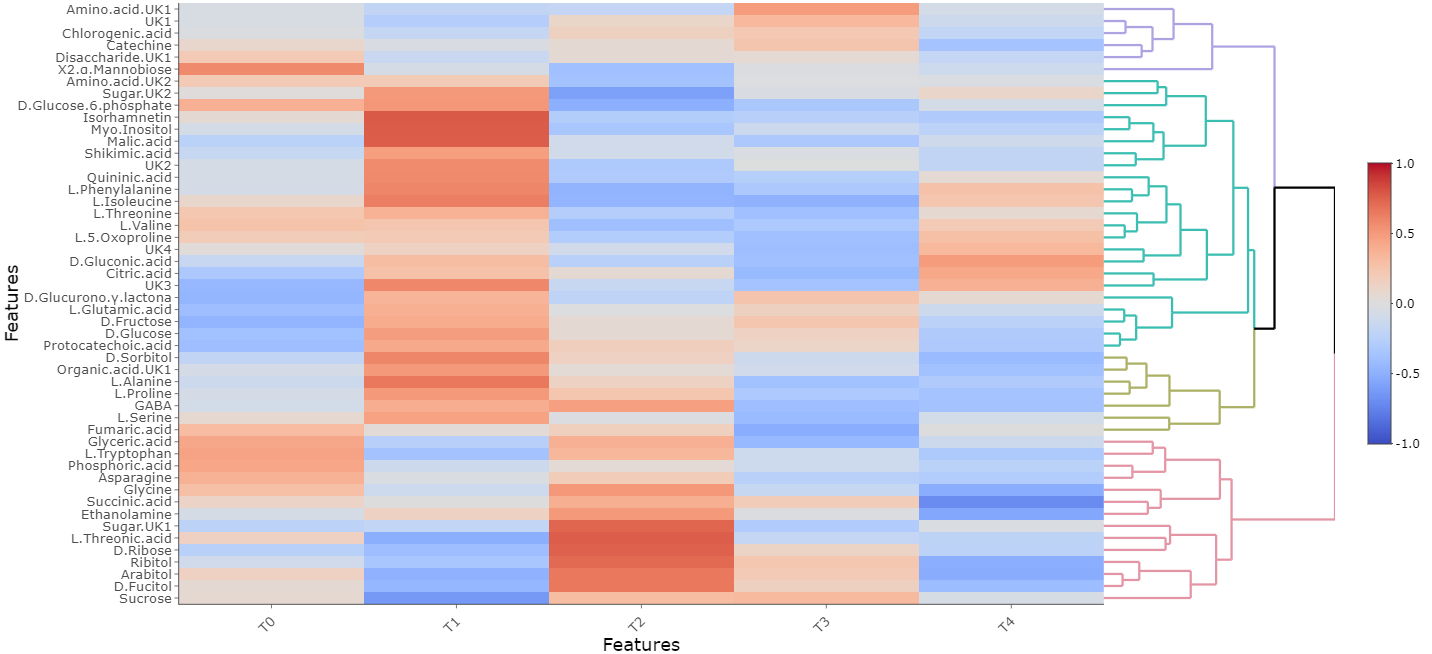 Amino.acid.UK1
UK1
Chlorogenic.acid
Catechine
Disaccharide.UK1
X2.α.Mannobiose
Amino.acid.UK2
Sugar.UK2
D.Glucose.6.phosphate
Isorhamnetin
Myo.Inositol
Malic.acid
Shikimic.acid
UK2
Quininic.acid
L.Phenylalanine
L.Isoleucine
L.Threonine
L.Valine
L.5.Oxoproline
UK4
D.Gluconic.acid
Citric.acid
UK3
D.Glucurono.γ.lactona
L.Glutamic.acid
D.Fructose
D.Glucose
Protocatechoic.acid
D.Sorbitol
Organic.acid.UK1
L.Alanine
L.Proline
GABA
L.Serine
Fumaric.acid
Glyceric.acid
L.Tryptophan
Phosphoric.acid
Asparagine
Glycine
Succinic.acid
Ethanolamine
Sugar.UK1
L.Threonic.acid
D.Ribose
Ribitol
Arabitol
D.Fucitol
Sucrose
Features
T0
T1
T2
T3
T4
Features
1.0
0.5
0.0
-0.5
-1.0